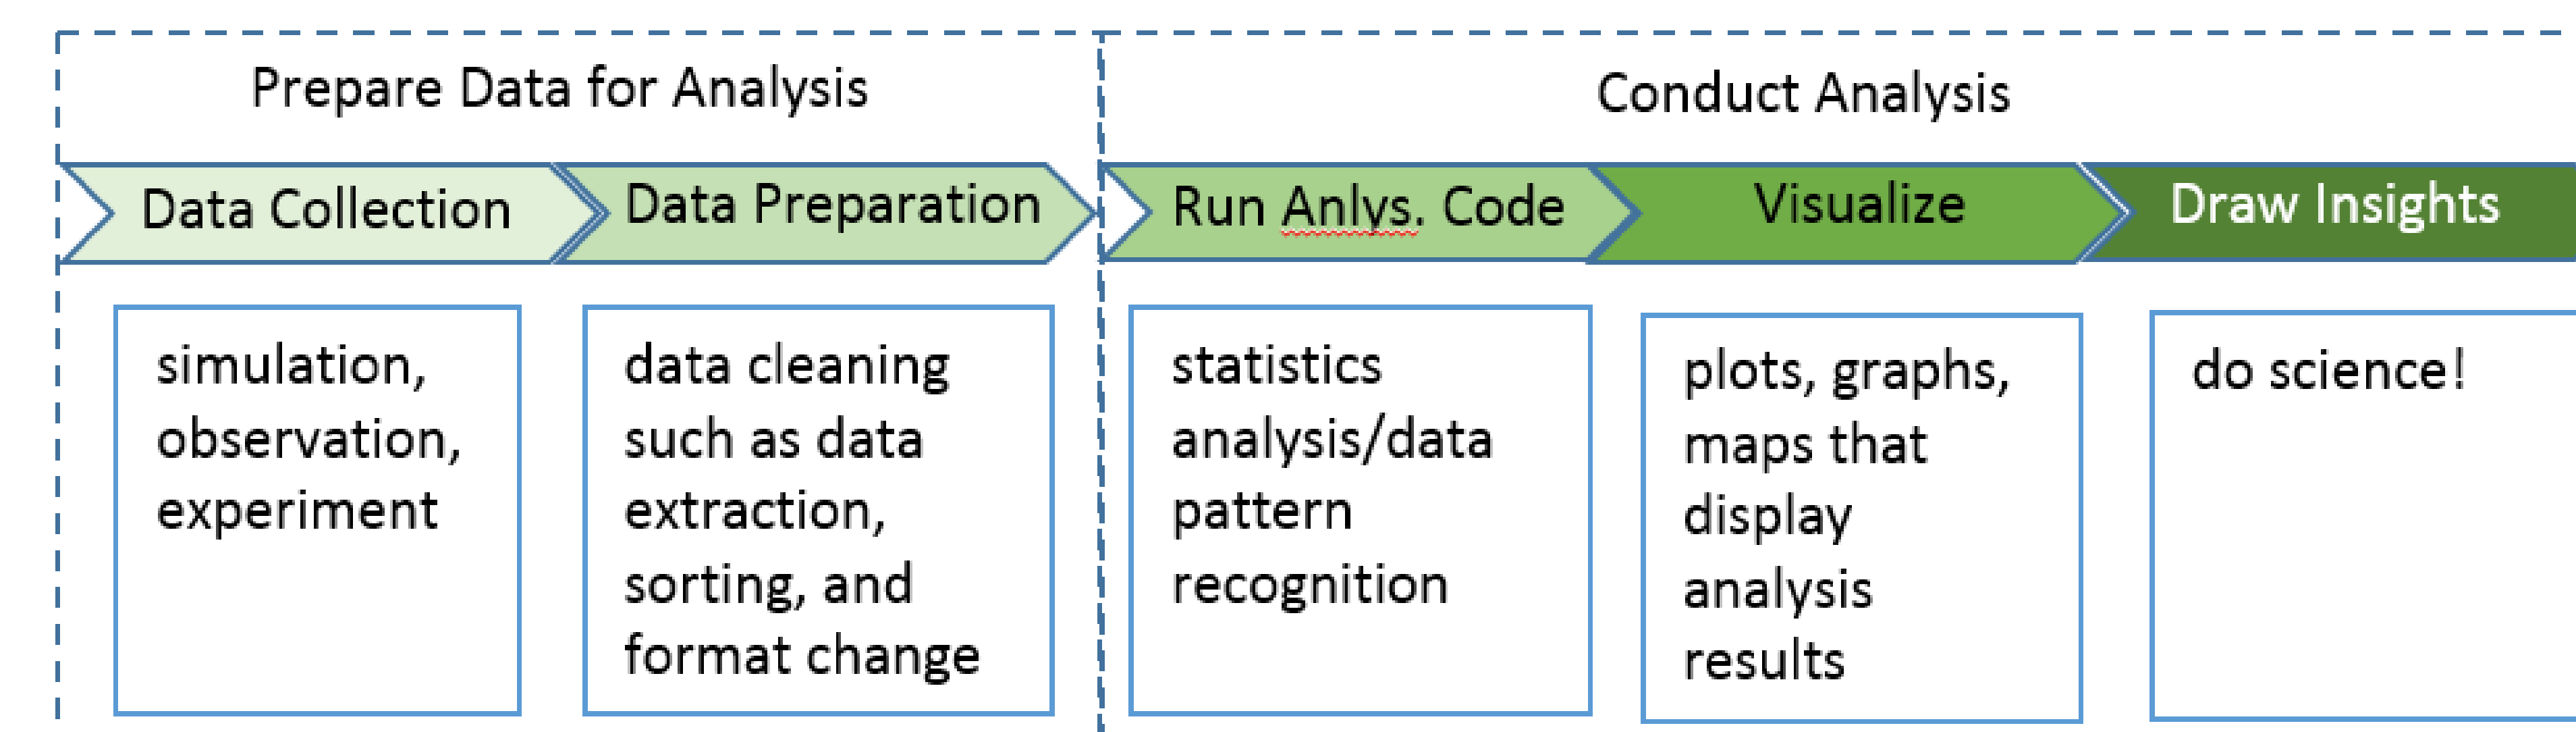 Prepare Data for Analysis
Conduct Analysis
Data Collection
Data Preparation
Run Anlys. Code
Visualize
Draw Insights
simulation,
observation,
experiment
data cleaning
such as data
extraction,
sorting, and
format change
statistics
analysis/data
pattern
recognition
plots, graphs,
maps that
display
analysis
results
do science!